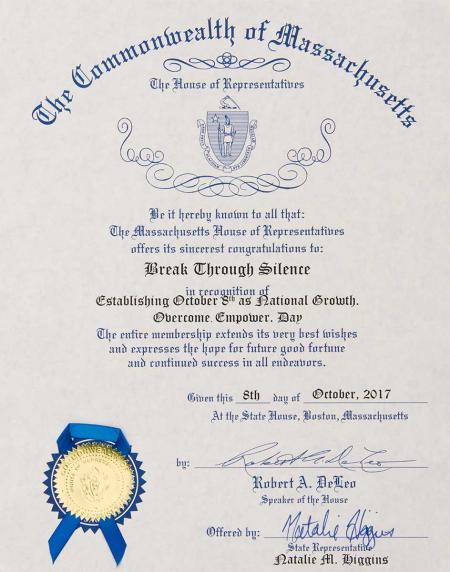 The Commonwealth of Massachusetts
The House of Representatives
Be it hereby known to all that:
The Massachusetts House of Representatives
offers its sincerest congratulations to:
Break Through Silence
in recognition of
Establishing October 8th as National Growth,
Overcome, Empower, Day
The entire membership extends its very best wishes
and expresses the hope for future good fortune
and continued success in all endeavors.
Given this 8th day of October, 2017
At the State House, Boston, Massachusetts
by: Robert A. DeLeo
Robert A. DeLeo
Speaker of the House
Offered by: Natalie Higgins
State Representative
Natalie M. Higgins